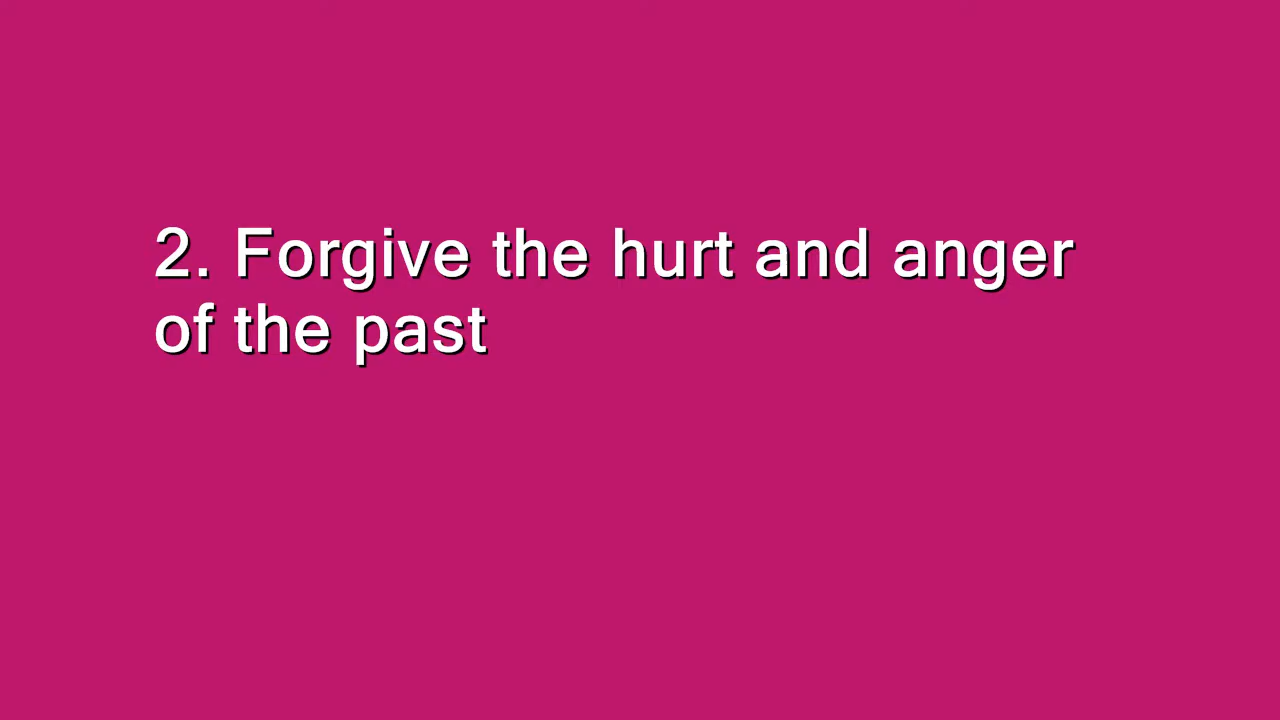 2. Forgive the hurt and anger
of the past